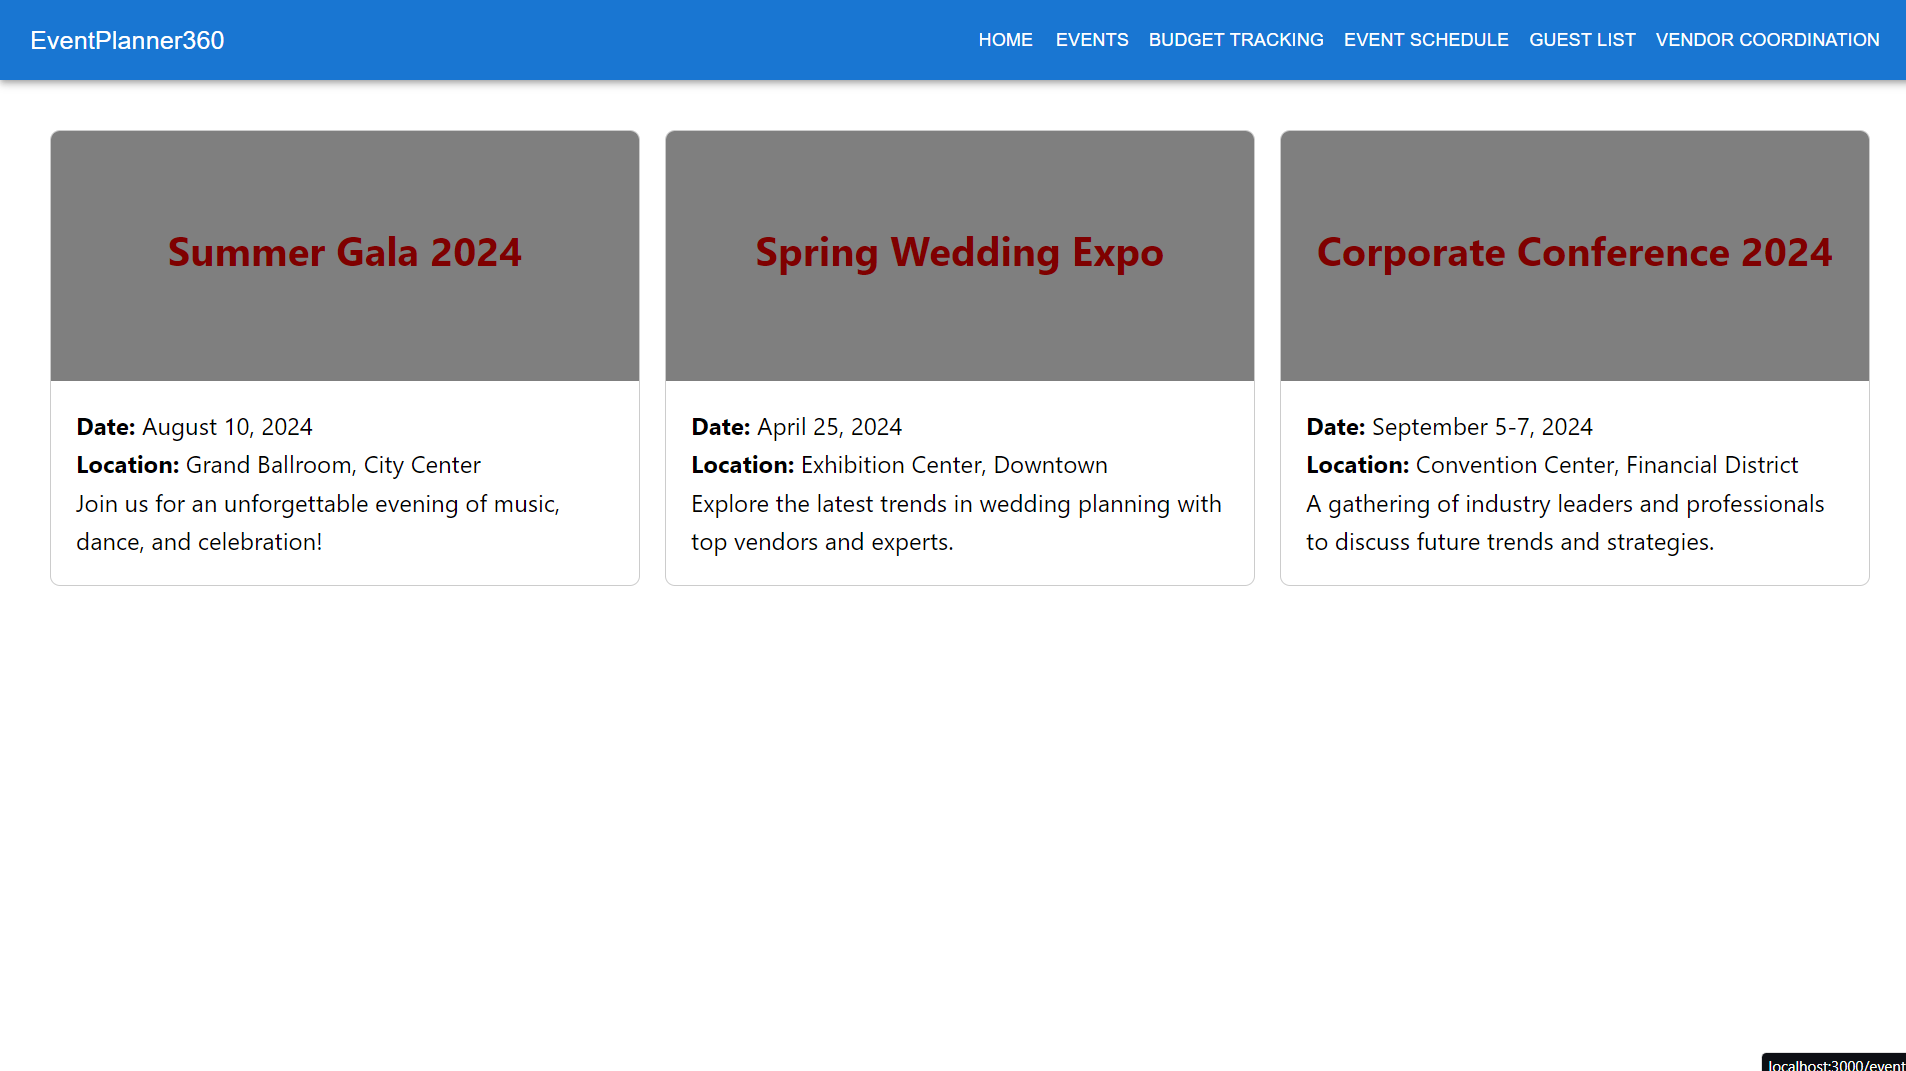 EventPlanner360
HOME EVENTS BUDGET TRACKING EVENT SCHEDULE GUEST LIST VENDOR COORDINATION
Summer Gala 2024
Date: August 10, 2024
Location: Grand Ballroom, City Center
Join us for an unforgettable evening of music,
dance, and celebration!
Spring Wedding Expo
Date: April 25, 2024
Location: Exhibition Center, Downtown
Explore the latest trends in wedding planning with
top vendors and experts.
Corporate Conference 2024
Date: September 5-7, 2024
Location: Convention Center, Financial District
A gathering of industry leaders and professionals
to discuss future trends and strategies.
localhost:3000/event